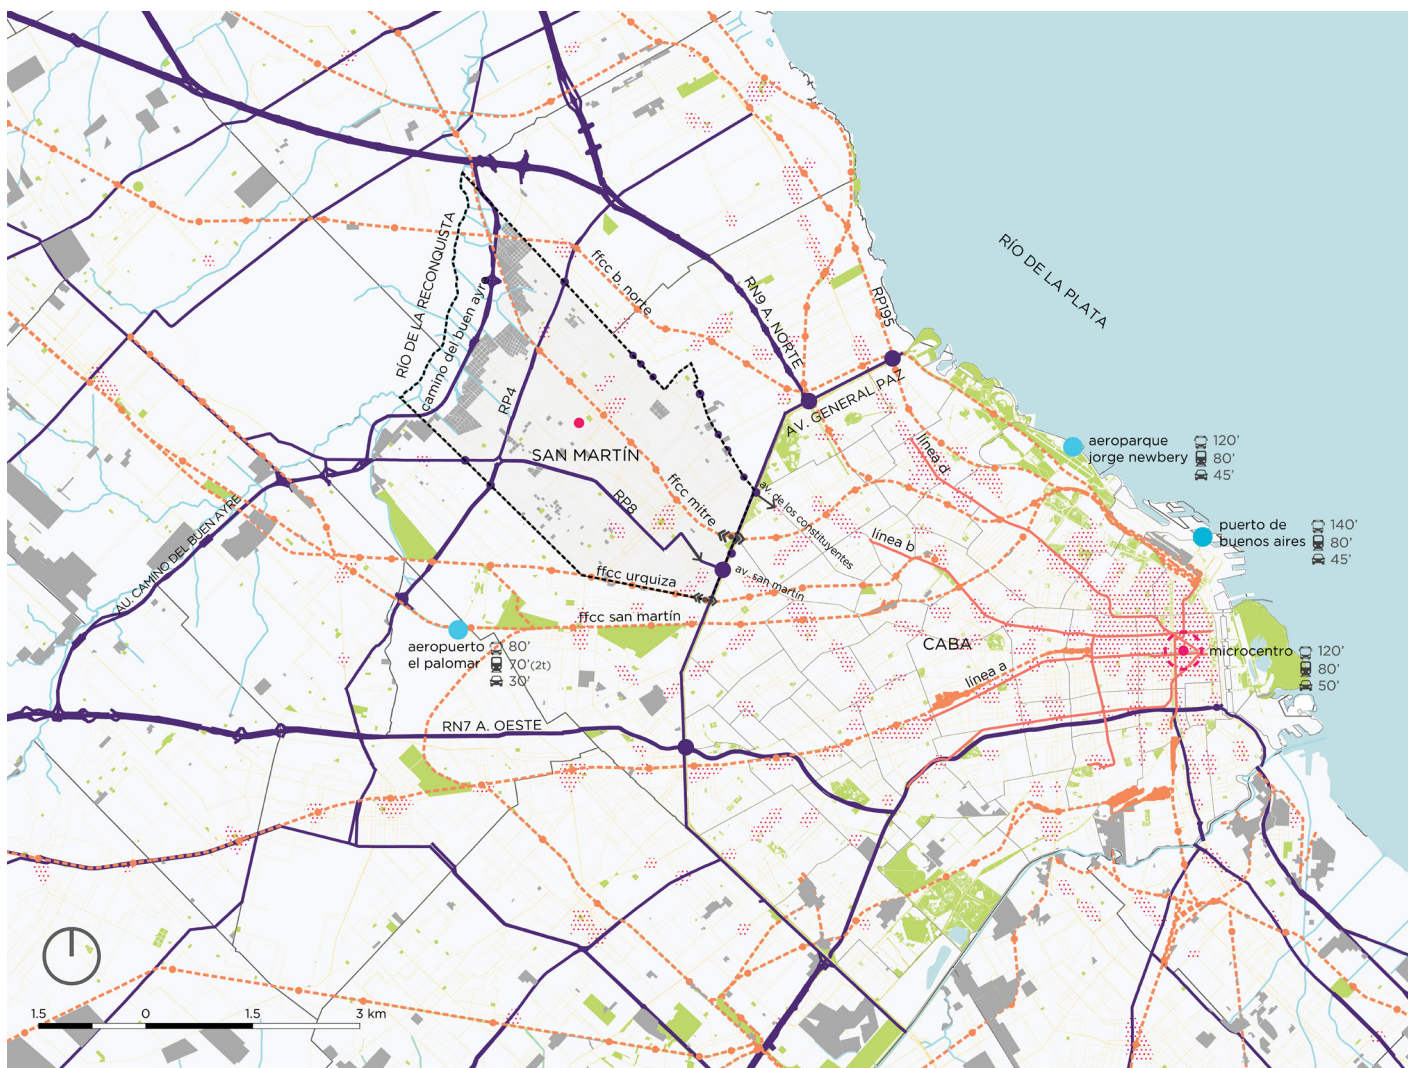 RÍO DE LA RECONQUISTA
camino del buen ayre
ffcc b. norte
RN9 A. NORTE
RP195
RÍO DE LA PLATA
RP4
AV. GENERAL PAZ
SAN MARTÍN
línea d
aeroparque
jorge newbery
120'
80'
45'
RP8
ffcc mitre
av. de los constituyentes
línea b
puerto de
buenos aires
140'
80'
45'
AU. CAMINO DEL BUEN AYRE
ffcc urquiza
av. san martín
ffcc san martín
aeropuerto
el palomar
80'
70'(2t)
30'
CABA
línea a
microcentro
120'
80'
50'
RN7 A. OESTE
1.5 0 1.5 3 km